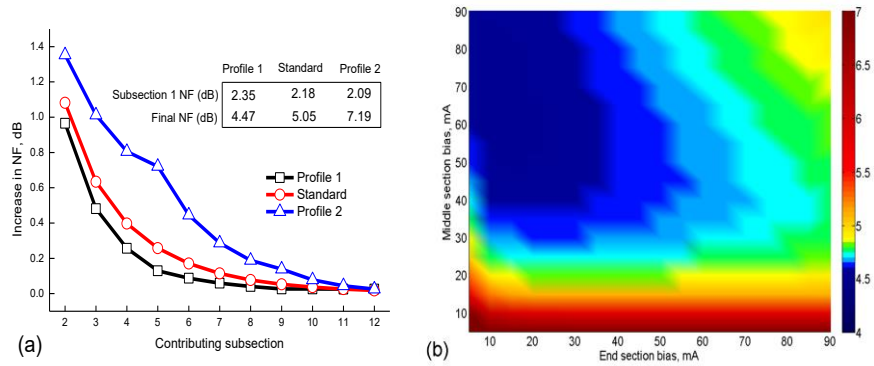 1.4
1.2
1.0
0.8
0.6
0.4
0.2
0.0
Increase in NF, dB
Profile 1 Standard Profile 2
Subsection 1 NF (dB) 2.35 2.18 2.09
Final NF (dB) 4.47 5.05 7.19
Profile 1
Standard
Profile 2
2 3 4 5 6 7 8 9 10 11 12
Contributing subsection
(a)
90
80
70
60
50
40
30
20
10
Middle section bias, mA
10 20 30 40 50 60 70 80 90
End section bias, mA
(b)
7
6.5
6
5.5
5
4.5
4